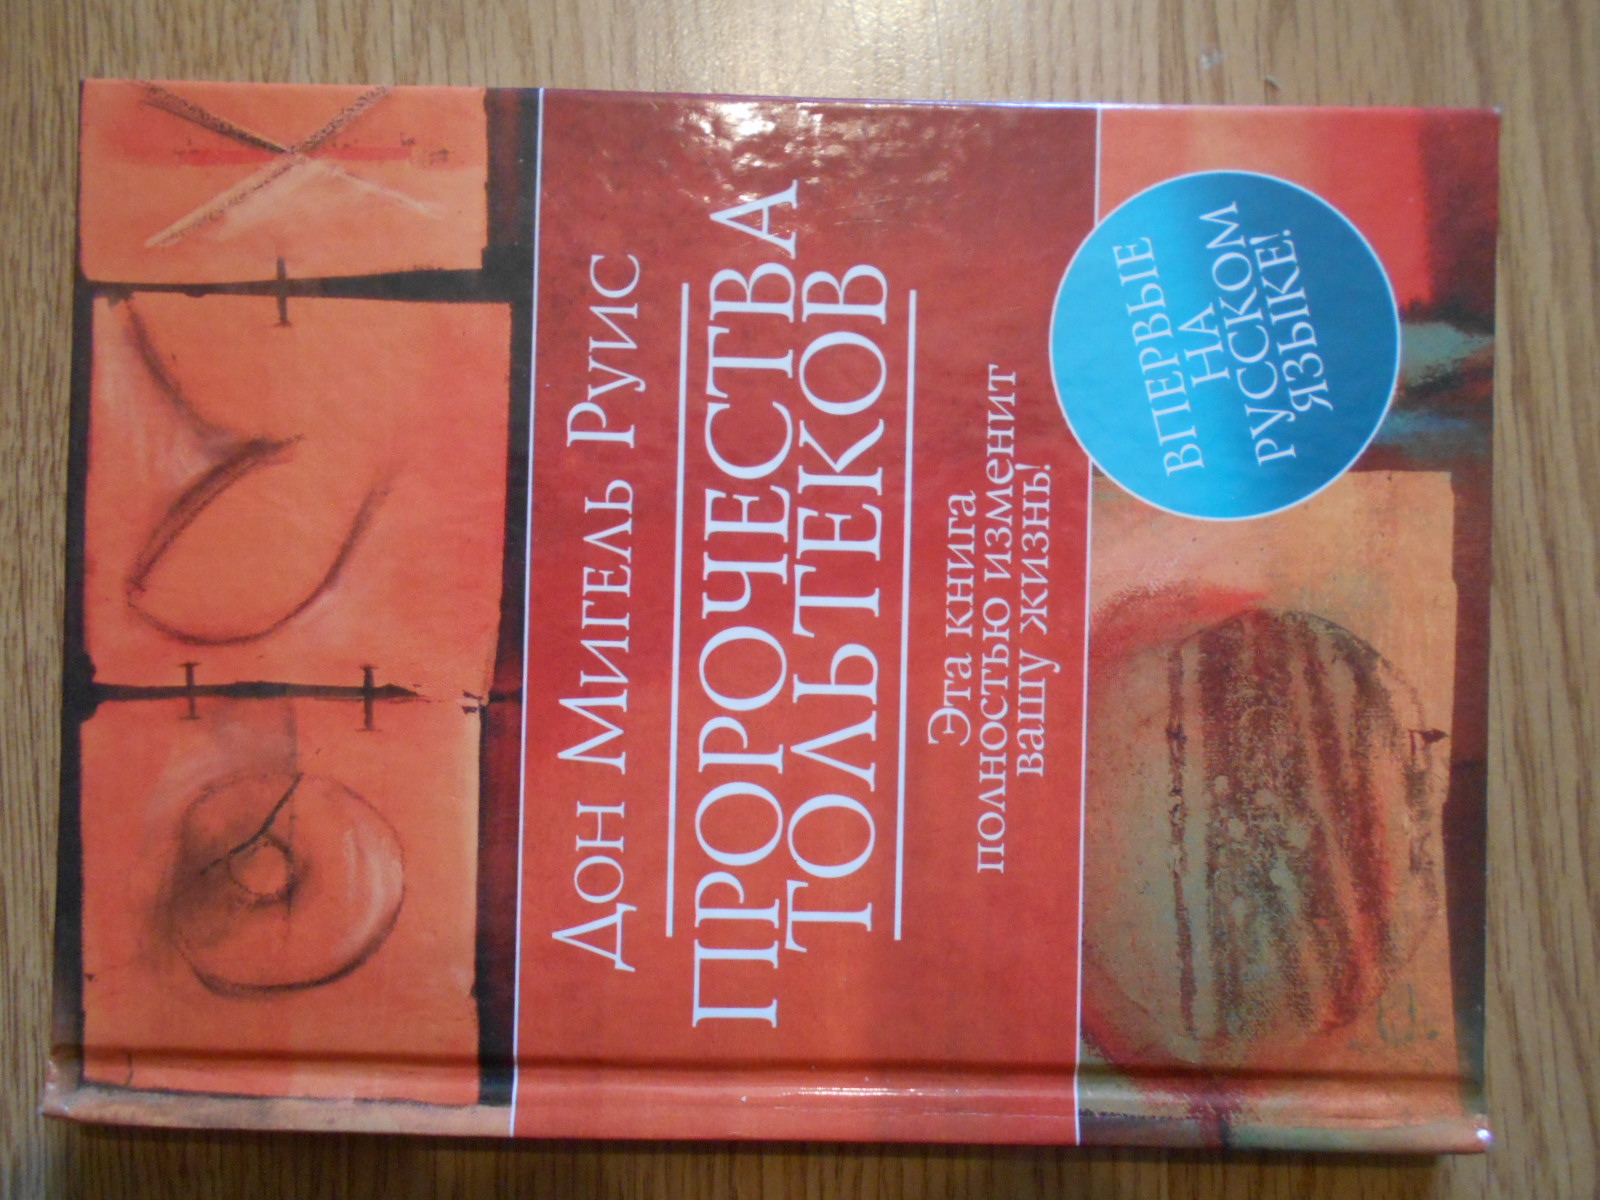 Дон Мигель Руис
ПРОРОЧЕСТВА
ТОЛЬТЕКОВ
Эта книга
полностью изменит
вашу жизнь!
ВПЕРВЫЕ
НА
РУССКОМ
ЯЗЫКЕ!